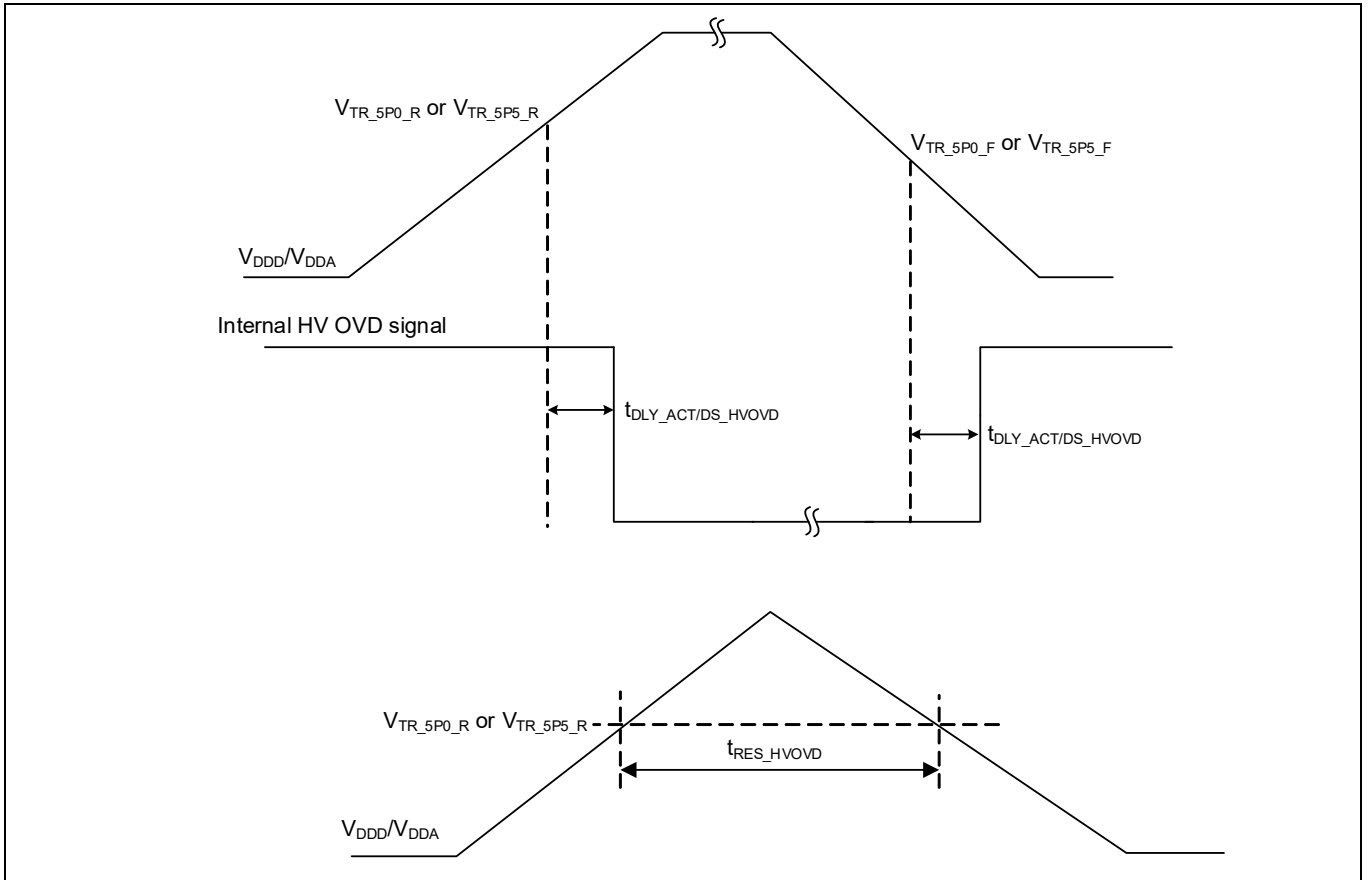 VTR_5P0_R or VTR_5P5_R
VTR_5P0_F or VTR_5P5_F
VDDD/VDDA
Internal HV OVD signal
tDLY_ACT/DS_HVOVD
tDLY_ACT/DS_HVOVD
VTR_5P0_R or VTR_5P5_R
tRES_HVOVD
VDDD/VDDA